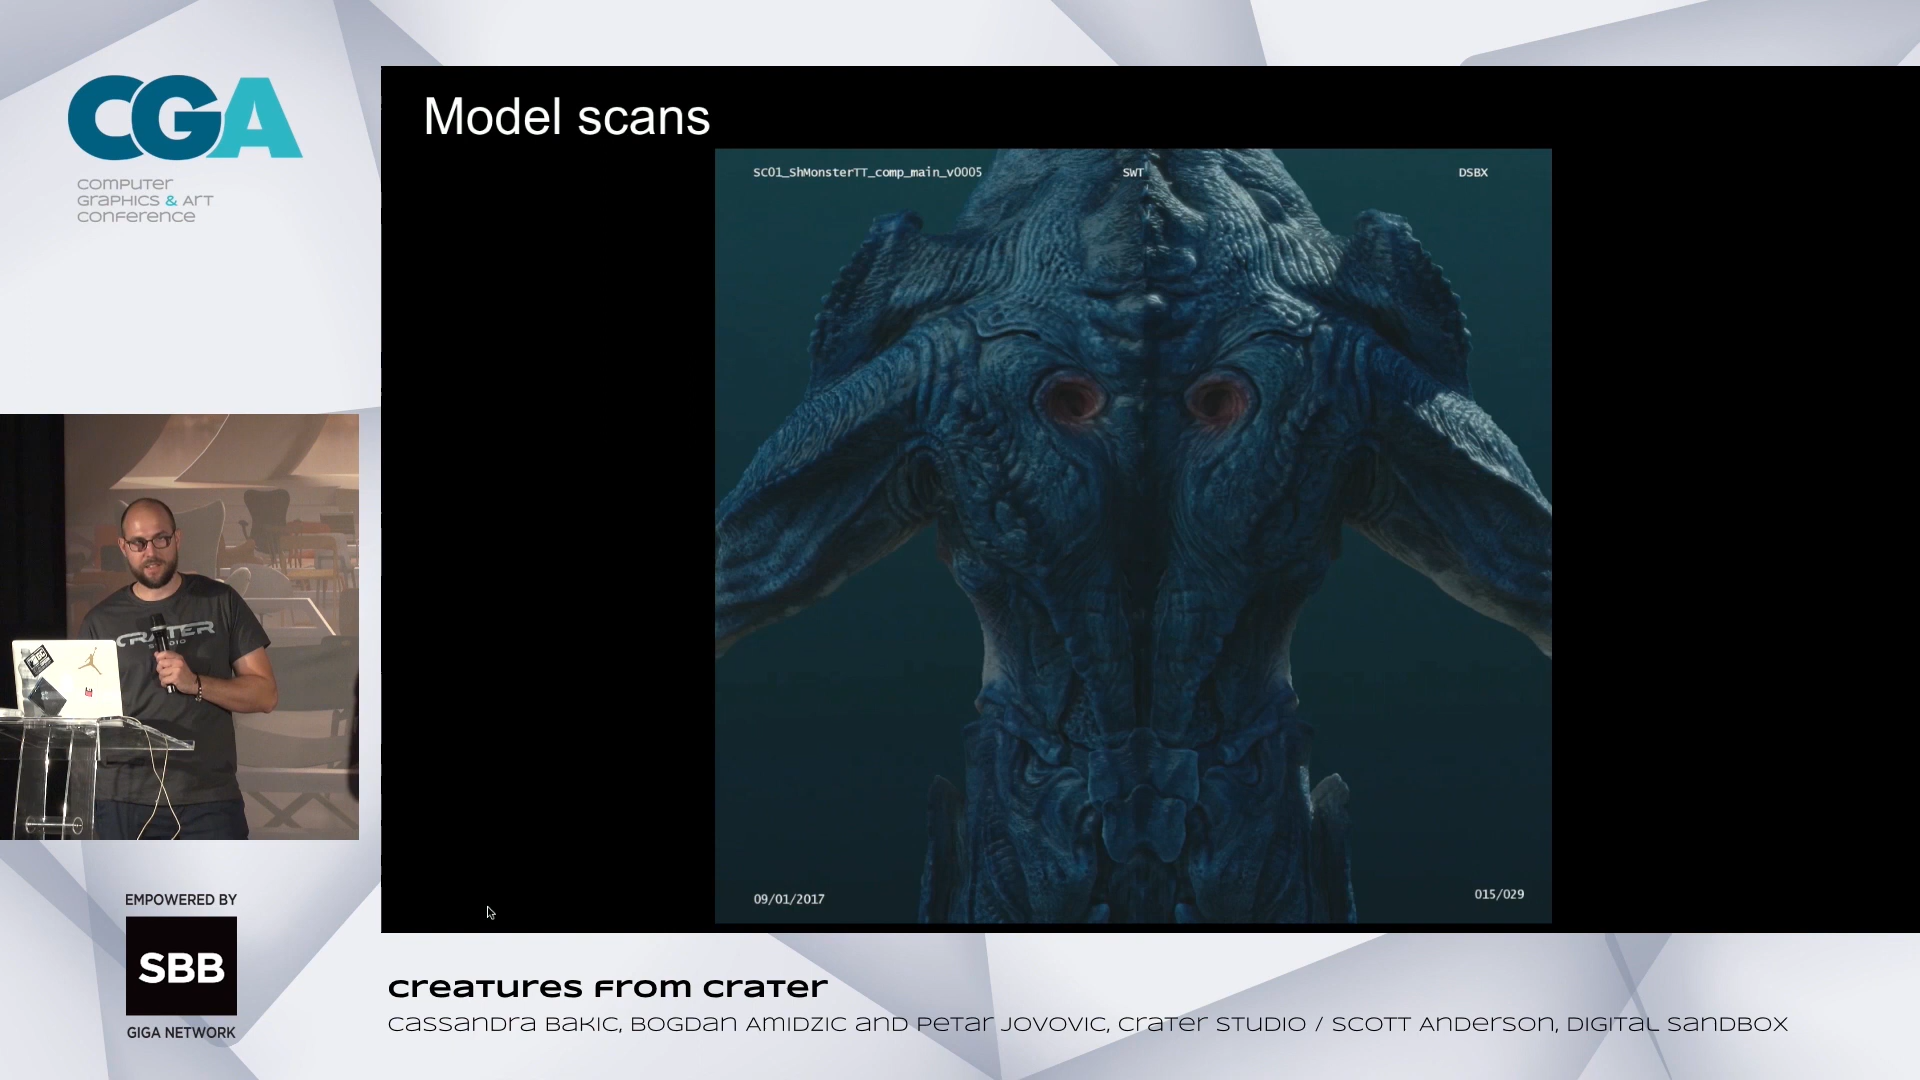 CGA
computer
graphics & art
conference
Model scans
SC01_ShMonsterTT_comp_main_v0005
SWT
DSBX
09/01/2017
015/029
CRATER
EMPOWERED BY
SBB
GIGA NETWORK
creatures from crater
cassandra bakic, bogdan amidzic and petar jovovic, crater studio / scott anderson, digital sandbox